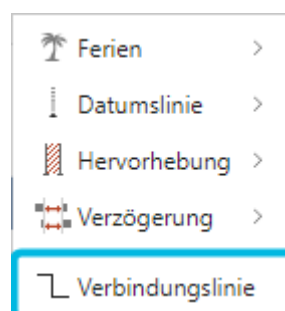 Ferien
Datumslinie
Hervorhebung
Verzögerung
Verbindungslinie